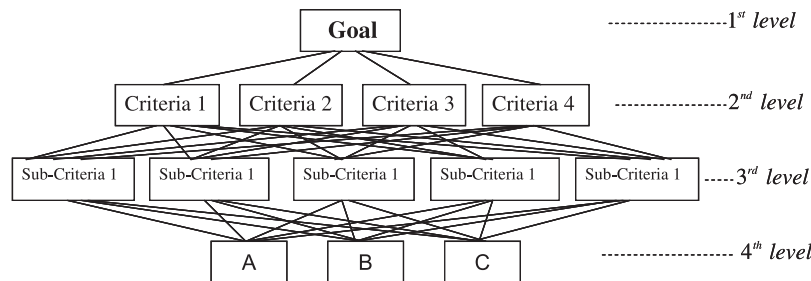 Goal
1st level
Criteria 1 Criteria 2 Criteria 3 Criteria 4
2nd level
Sub-Criteria 1 Sub-Criteria 1 Sub-Criteria 1 Sub-Criteria 1 Sub-Criteria 1
3rd level
A B C
4th level